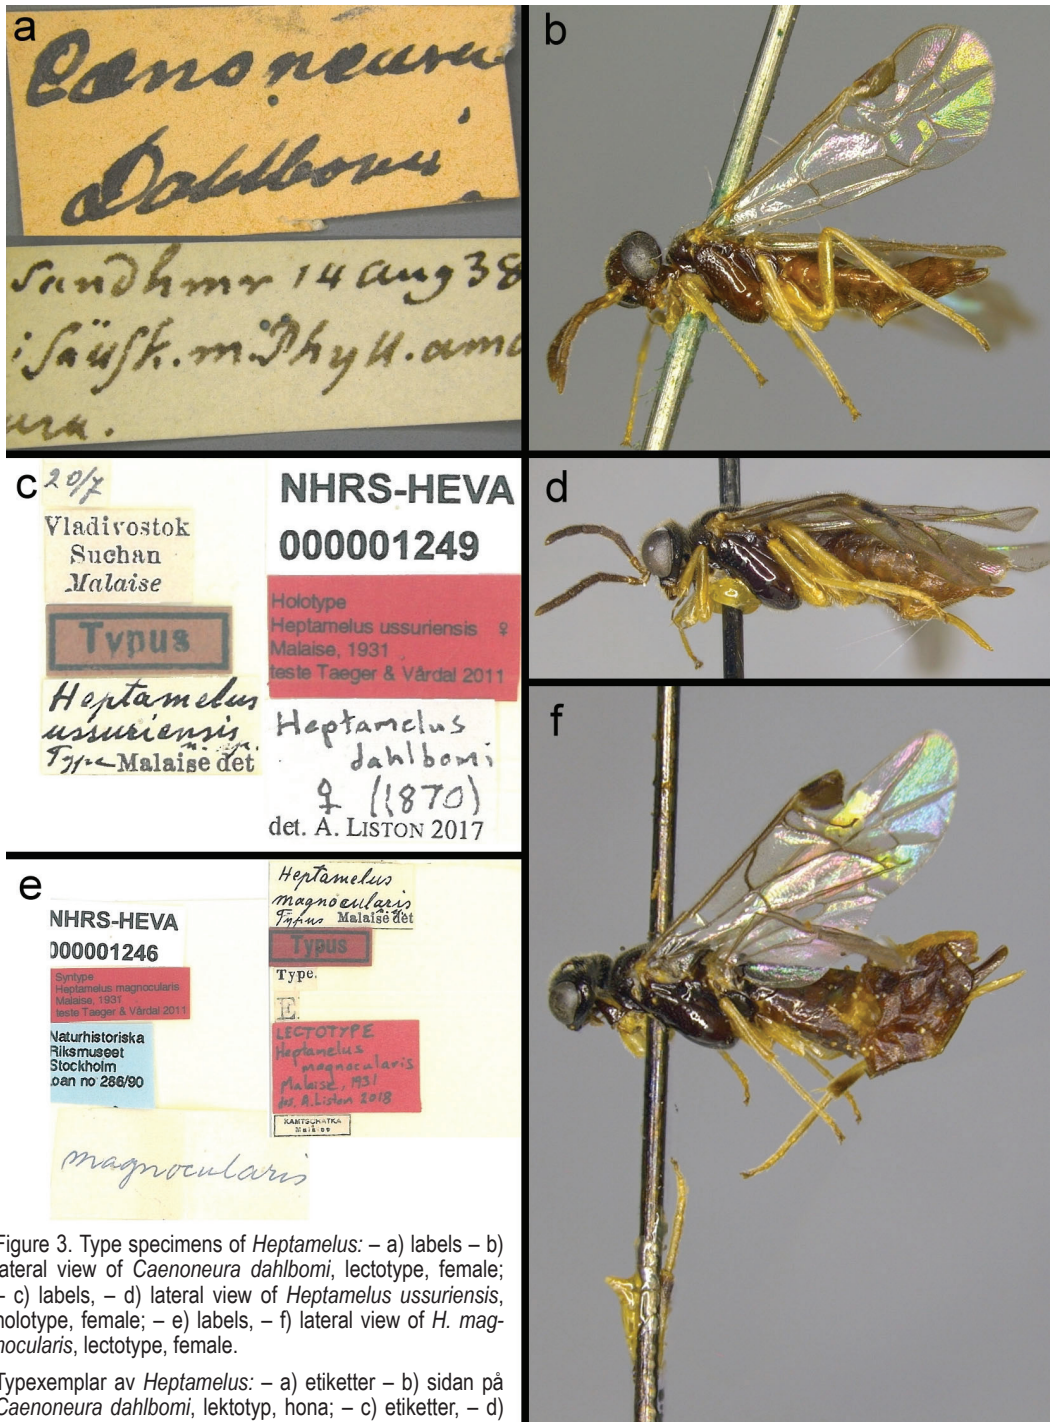 a
Cænoneura
Dahlbomi
Sandhmr 14 aug 38
i Säɩſk. m. Phyll. amo
ura.
b
c
20/7
Vladivostok
Suchan
Malaise
Typus
Heptamelus
ussuriensis
n. sp.
Type Malaise det
NHRS-HEVA
000001249
Holotype
Heptamelus ussuriensis ♀
Malaise, 1931
teste Taeger & Vårdal 2011
Heptamelus
dahlbomi
♀ (1870)
det. A. LISTON 2017
d
e
NHRS-HEVA
000001246
Syntype
Heptamelus magnocularis
Malaise, 1931
teste Taeger & Vårdal 2011
Naturhistoriska
Riksmuseet
Stockholm
Loan no 286/90
magnocularis
Heptamelus
magnocularis
Typus Malaise det
Typus
Type.
E
LECTOTYPE
Heptamelus
magnocularis
Malaise, 1931
des. A. Liston 2018
KAMTSCHATKA
Malaise
f
Figure 3. Type specimens of Heptamelus: – a) labels – b)
lateral view of Caenoneura dahlbomi, lectotype, female;
– c) labels, – d) lateral view of Heptamelus ussuriensis,
holotype, female; – e) labels, – f) lateral view of H. mag-
nocularis, lectotype, female.
Typexemplar av Heptamelus: – a) etiketter – b) sidan på
Caenoneura dahlbomi, lektotyp, hona; – c) etiketter, – d)